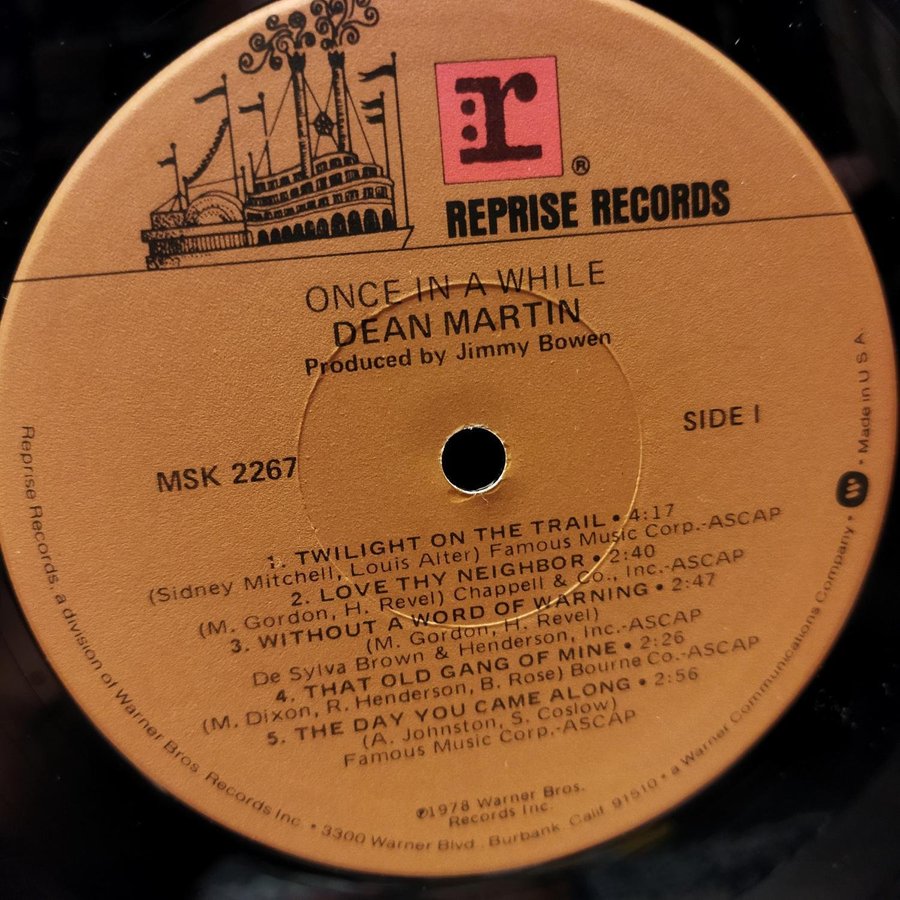 r
®
REPRISE RECORDS
ONCE IN A WHILE
DEAN MARTIN
Produced by Jimmy Bowen
SIDE I
MSK 2267
1. TWILIGHT ON THE TRAIL • 4:17
(Sidney Mitchell, Louis Alter) Famous Music Corp.-ASCAP
2. LOVE THY NEIGHBOR • 2:40
(M. Gordon, H. Revel) Chappell & Co., Inc.-ASCAP
3. WITHOUT A WORD OF WARNING • 2:47
(M. Gordon, H. Revel)
De Sylva Brown & Henderson, Inc.-ASCAP
4. THAT OLD GANG OF MINE • 2:26
(M. Dixon, R. Henderson, B. Rose) Bourne Co.-ASCAP
5. THE DAY YOU CAME ALONG • 2:56
(A. Johnston, S. Coslow)
Famous Music Corp.-ASCAP
℗1978 Warner Bros.
Records Inc.
Reprise Records, a division of Warner Bros. Records Inc. • 3300 Warner Blvd., Burbank, Calif. 91510 • a Warner Communications Company • W • Made in U S A